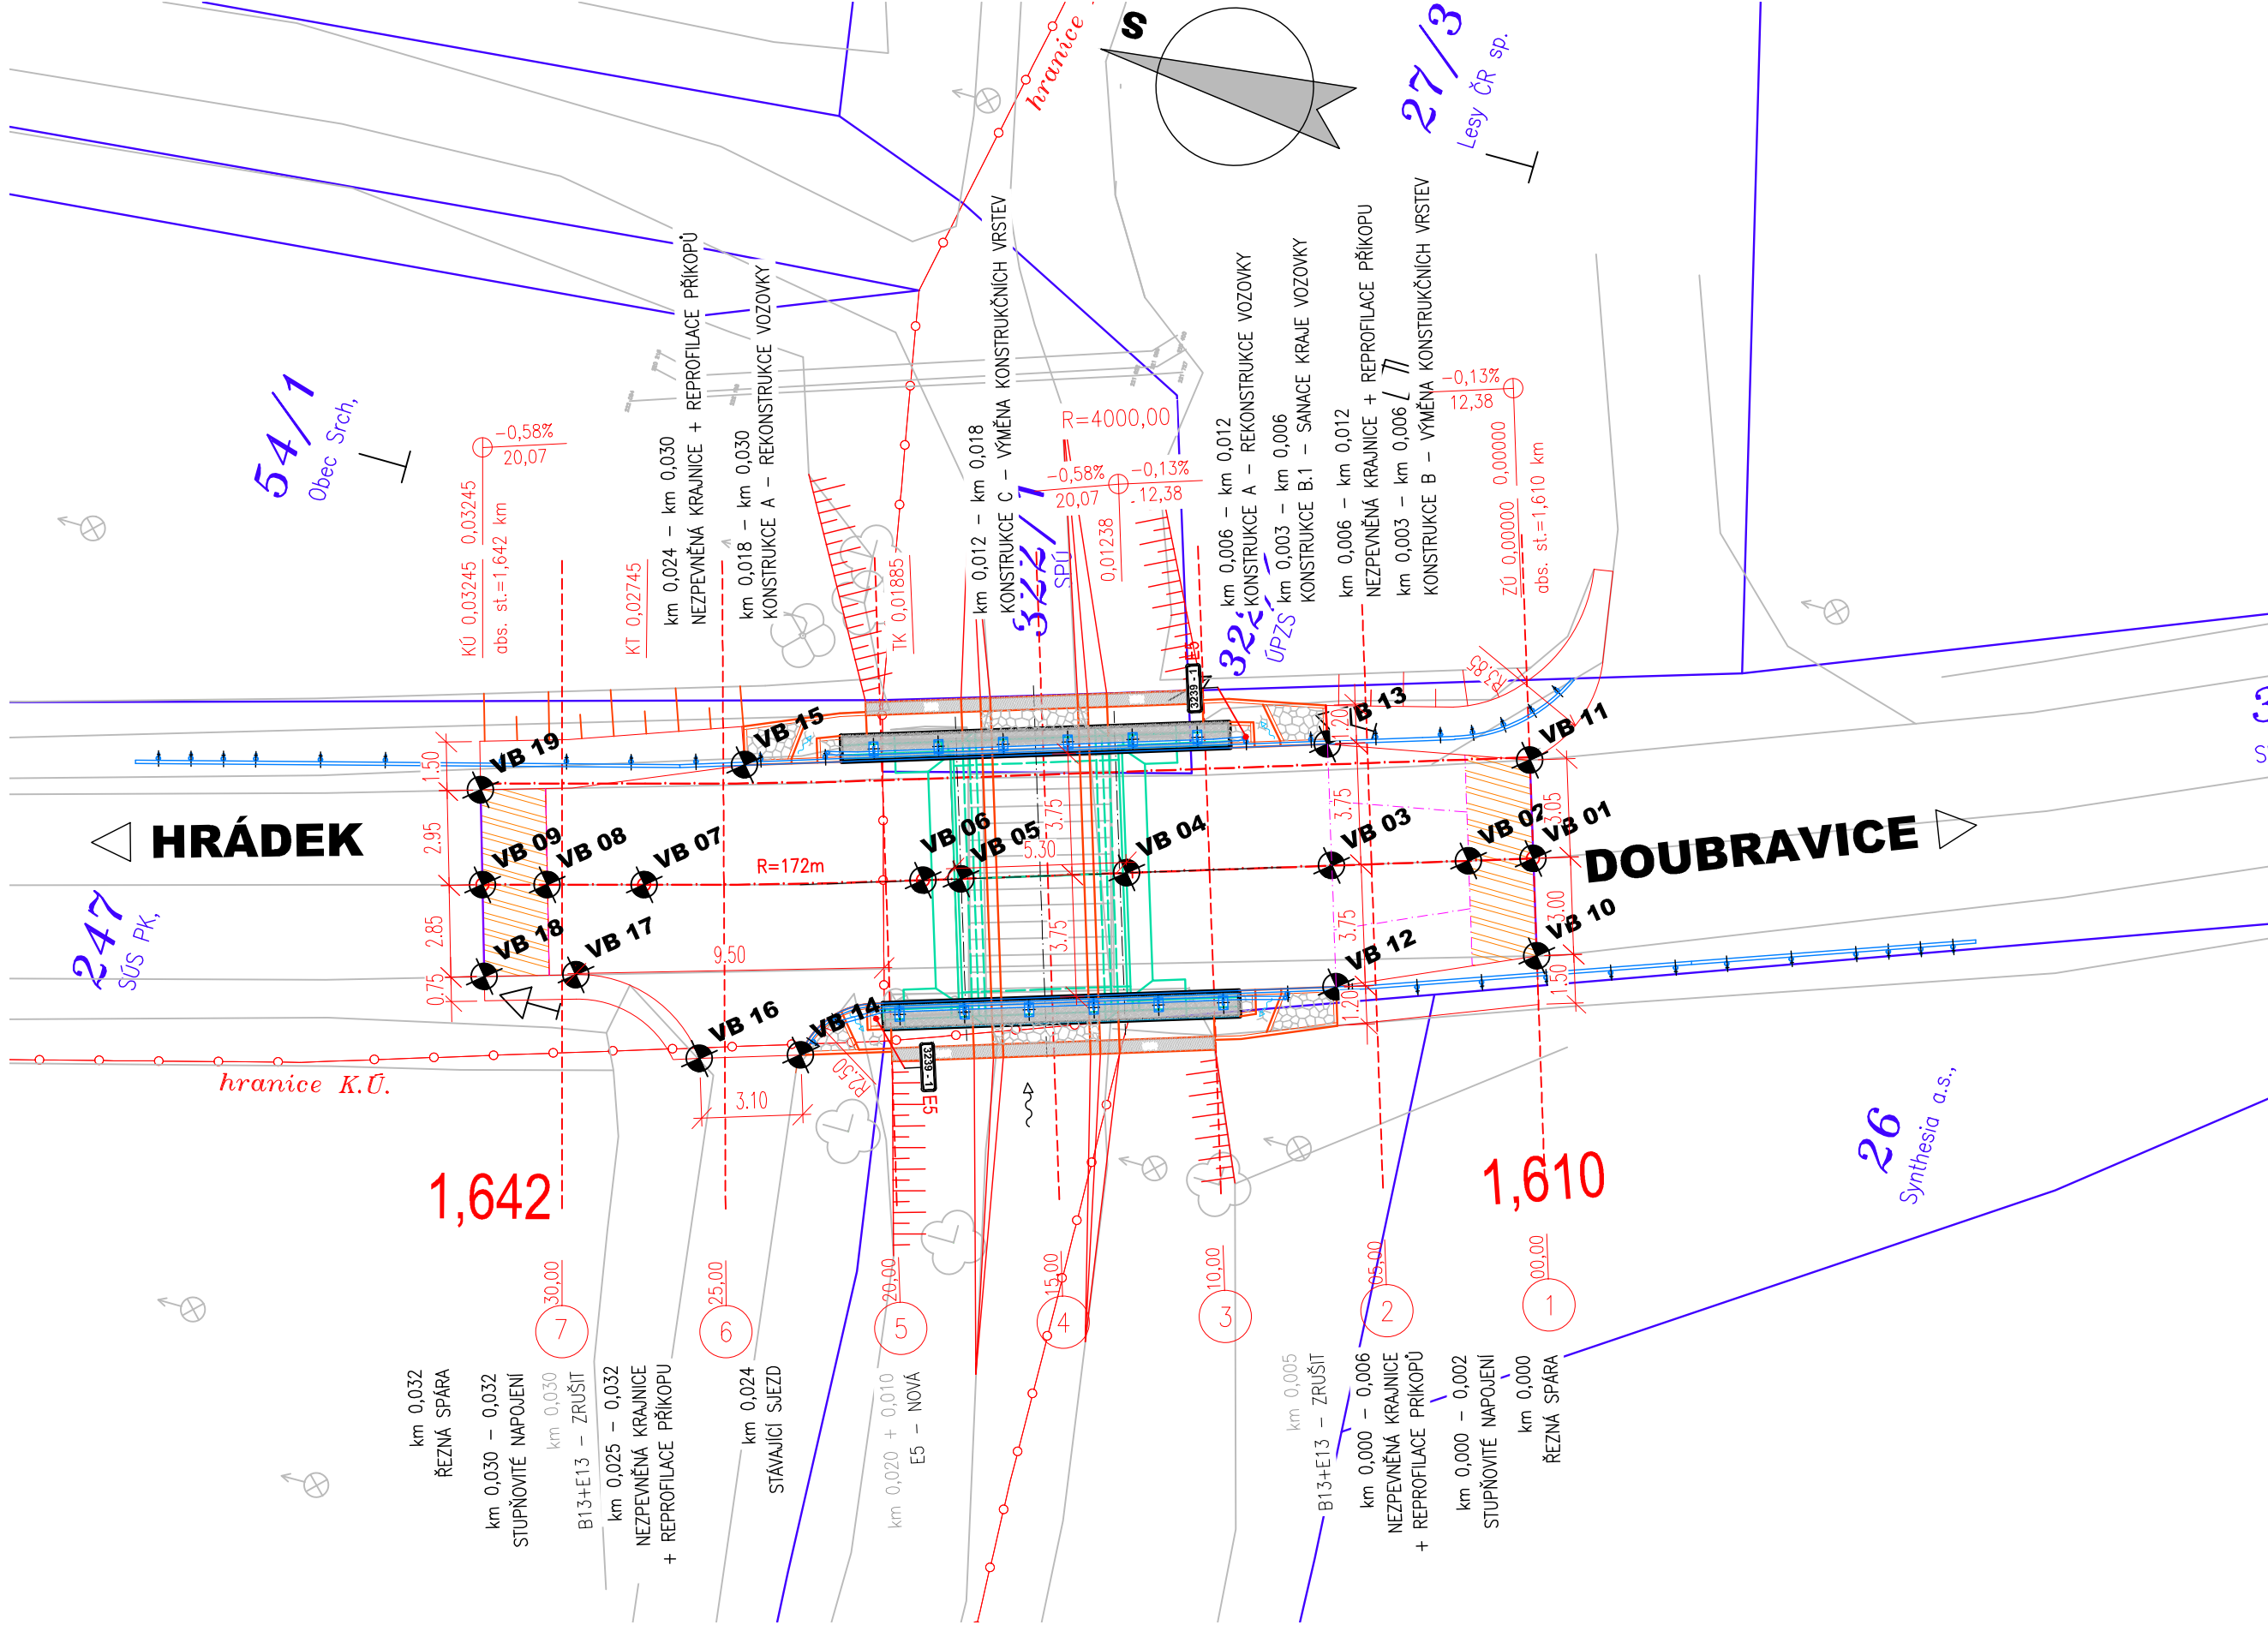 S
hranice
27/3
Lesy ČR sp.
54/1
Obec Srch,
km 0,024 – km 0,030
NEZPEVNĚNÁ KRAJNICE + REPROFILACE PŘÍKOPŮ
km 0,018 – km 0,030
KONSTRUKCE A – REKONSTRUKCE VOZOVKY
km 0,012 – km 0,018
KONSTRUKCE C – VÝMĚNA KONSTRUKČNÍCH VRSTEV
km 0,006 – km 0,012
KONSTRUKCE A – REKONSTRUKCE VOZOVKY
km 0,003 – km 0,006
KONSTRUKCE B.1 – SANACE KRAJE VOZOVKY
km 0,006 – km 0,012
NEZPEVNĚNÁ KRAJNICE + REPROFILACE PŘÍKOPU
km 0,003 – km 0,006
KONSTRUKCE B – VÝMĚNA KONSTRUKČNÍCH VRSTEV
-0,58%
20,07
KÚ 0,03245 0,03245
abs. st.=1,642 km
KT 0,02745
TK 0,01885
R=4000,00
-0,58%
20,07
-0,13%
12,38
0,01238
-0,13%
12,38
ZÚ 0,00000 0,00000
abs. st.=1,610 km
322/1
SPÚ
ÚPZS
3239-1
R3.85
VB 19
VB 15
VB 13
VB 11
1.50
1.20
HRÁDEK
2.95
VB 09
VB 08
VB 07
R=172m
VB 06
VB 05
VB 04
VB 03
VB 02
VB 01
3.75
5.30
3.75
3.05
DOUBRAVICE
247
SÚS PK,
2.85
0.75
VB 18
VB 17
9.50
3.75
3.75
3.00
VB 12
VB 10
1.20
1.50
VB 16
VB 14
R2.50
3.10
3239-1
E5
hranice K.Ú.
26
Synthesia a.s.,
1,642
1,610
30,00
25,00
20,00
15,00
10,00
05,00
00,00
7
6
5
4
3
2
1
km 0,032
ŘEZNÁ SPÁRA
km 0,030 – 0,032
STUPŇOVITÉ NAPOJENÍ
km 0,030
B13+E13 – ZRUŠIT
km 0,025 – 0,032
NEZPEVNĚNÁ KRAJNICE
+ REPROFILACE PŘÍKOPU
km 0,024
STÁVAJÍCÍ SJEZD
km 0,020 + 0,010
E5 – NOVÁ
km 0,005
B13+E13 – ZRUŠIT
km 0,000 – 0,006
NEZPEVNĚNÁ KRAJNICE
+ REPROFILACE PŘÍKOPŮ
km 0,000 – 0,002
STUPŇOVITÉ NAPOJENÍ
km 0,000
ŘEZNÁ SPÁRA